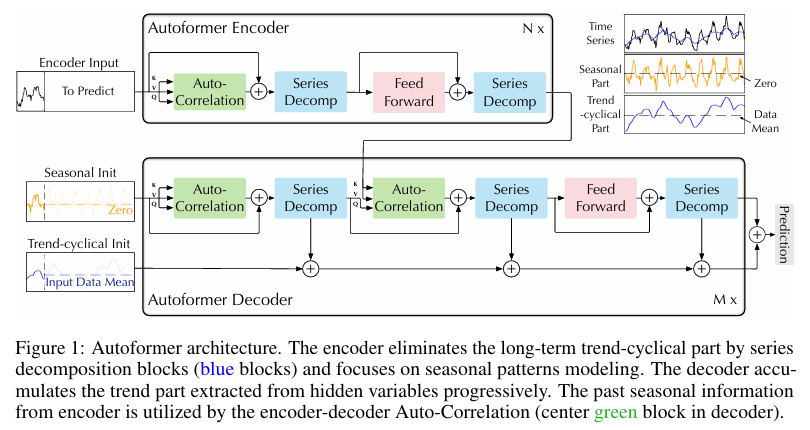 Autoformer Encoder
N x
Encoder Input
To Predict
K
V
Q
Auto-
Correlation
Series
Decomp
Feed
Forward
Series
Decomp
Time
Series
Seasonal
Part
Zero
Trend
-cyclical
Part
Data
Mean
Seasonal Init
Zero
K
V
Q
Auto-
Correlation
Series
Decomp
K
V
Q
Auto-
Correlation
Series
Decomp
Feed
Forward
Series
Decomp
Prediction
Trend-cyclical Init
Input Data Mean
Autoformer Decoder
M x
Figure 1: Autoformer architecture. The encoder eliminates the long-term trend-cyclical part by series
decomposition blocks (blue blocks) and focuses on seasonal patterns modeling. The decoder accu-
mulates the trend part extracted from hidden variables progressively. The past seasonal information
from encoder is utilized by the encoder-decoder Auto-Correlation (center green block in decoder).